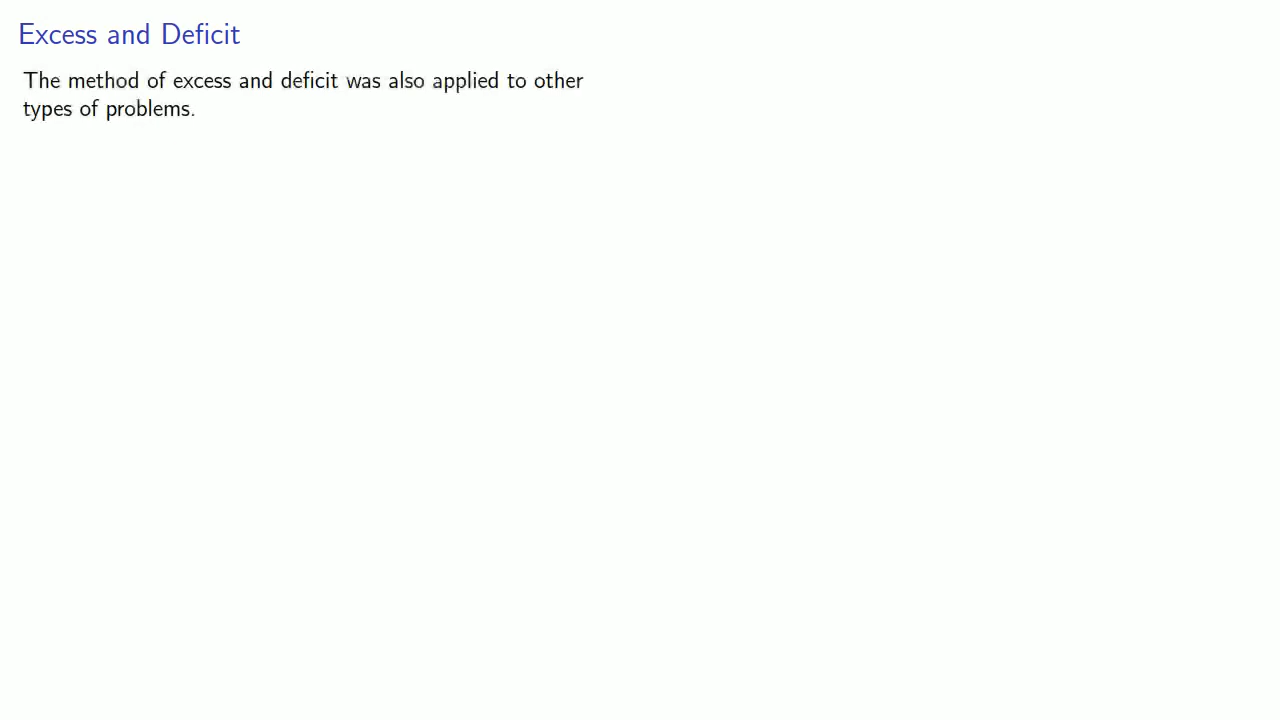 Excess and Deficit
The method of excess and deficit was also applied to other
types of problems.